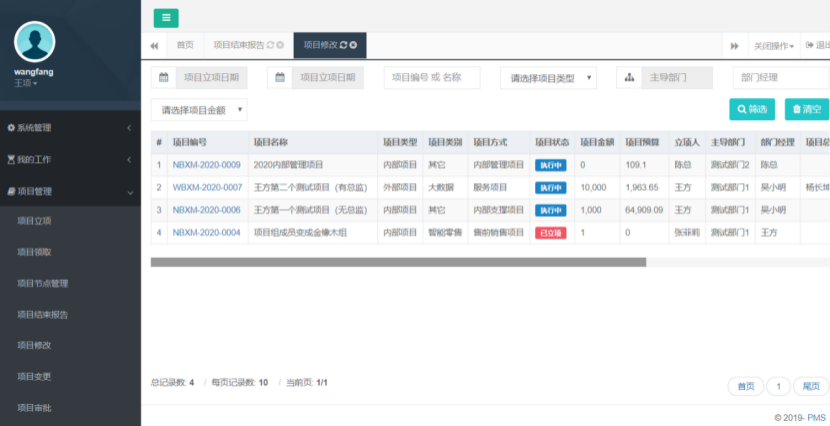 wangfang
王项
系统管理
我的工作
项目管理
项目立项
项目领取
项目节点管理
项目结束报告
项目修改
项目变更
项目审批
首页 项目结束报告 项目修改 关闭操作 退出
项目立项日期 项目立项日期 项目编号 或 名称 请选择项目类型 主导部门 部门经理
请选择项目金额 筛选 清空
# 项目编号 项目名称 项目类型 项目类别 项目方式 项目状态 项目金额 项目预算 立项人 主导部门 部门经理 项目总
1 NBXM-2020-0009 2020内部管理项目 内部项目 其它 内部管理项目 执行中 0 109.1 陈总 测试部门2 陈总
2 WBXM-2020-0007 王方第二个测试项目（有总监) 外部项目 大数据 服务项目 执行中 10,000 1,963.65 王方 测试部门1 吴小明
3 NBXM-2020-0006 王方第一个测试项目（无总监) 内部项目 其它 内部支撑项目 执行中 1,000 64,909.09 王方 测试部门1 吴小明
4 NBXM-2020-0004 项目组成员变成金橡木组 内部项目 智能零售 售前销售项目 已立项 1 0 张菲莉 测试部门1 王方
总记录数: 4 / 每页记录数: 10 / 当前页: 1/1
首页 1 尾页
© 2019- PMS